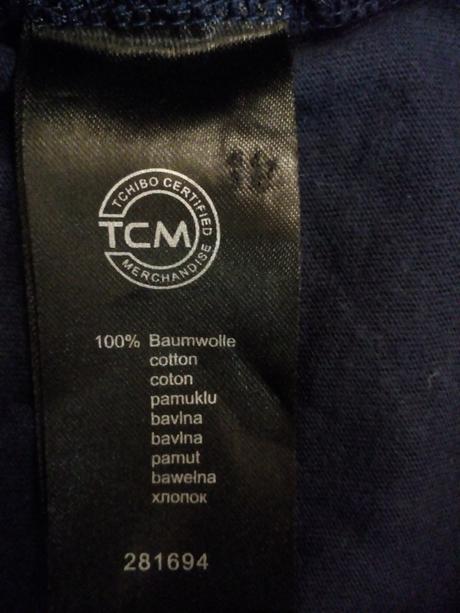 TCHIBO CERTIFIED
TCM
MERCHANDISE
100% Baumwolle
cotton
coton
pamuklu
bavlna
bavlna
pamut
bawełna
хлопок
281694